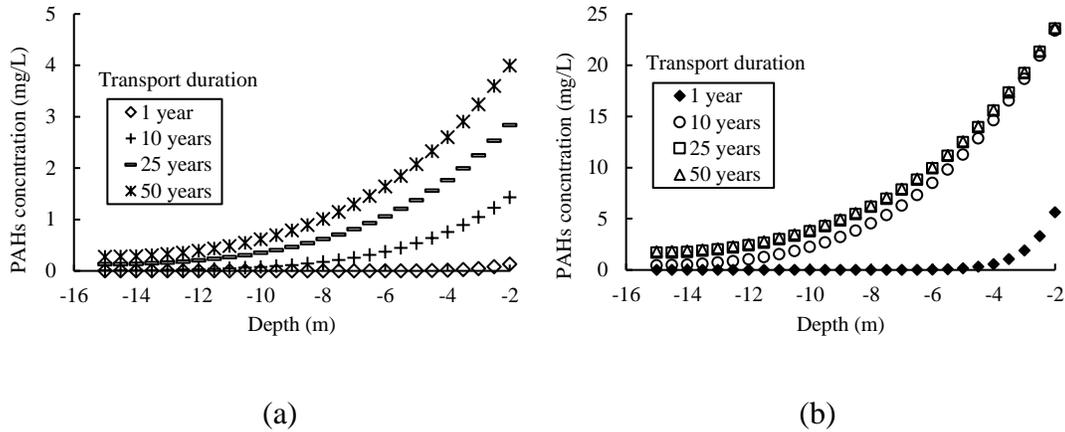 PAHs concntration (mg/L)
5
4
3
2
1
0
Transport duration
1 year
10 years
25 years
50 years
-16 -14 -12 -10 -8 -6 -4 -2
Depth (m)
(a)
PAHs concntration (mg/L)
25
20
15
10
5
0
Transport duration
1 year
10 years
25 years
50 years
-16 -14 -12 -10 -8 -6 -4 -2
Depth (m)
(b)